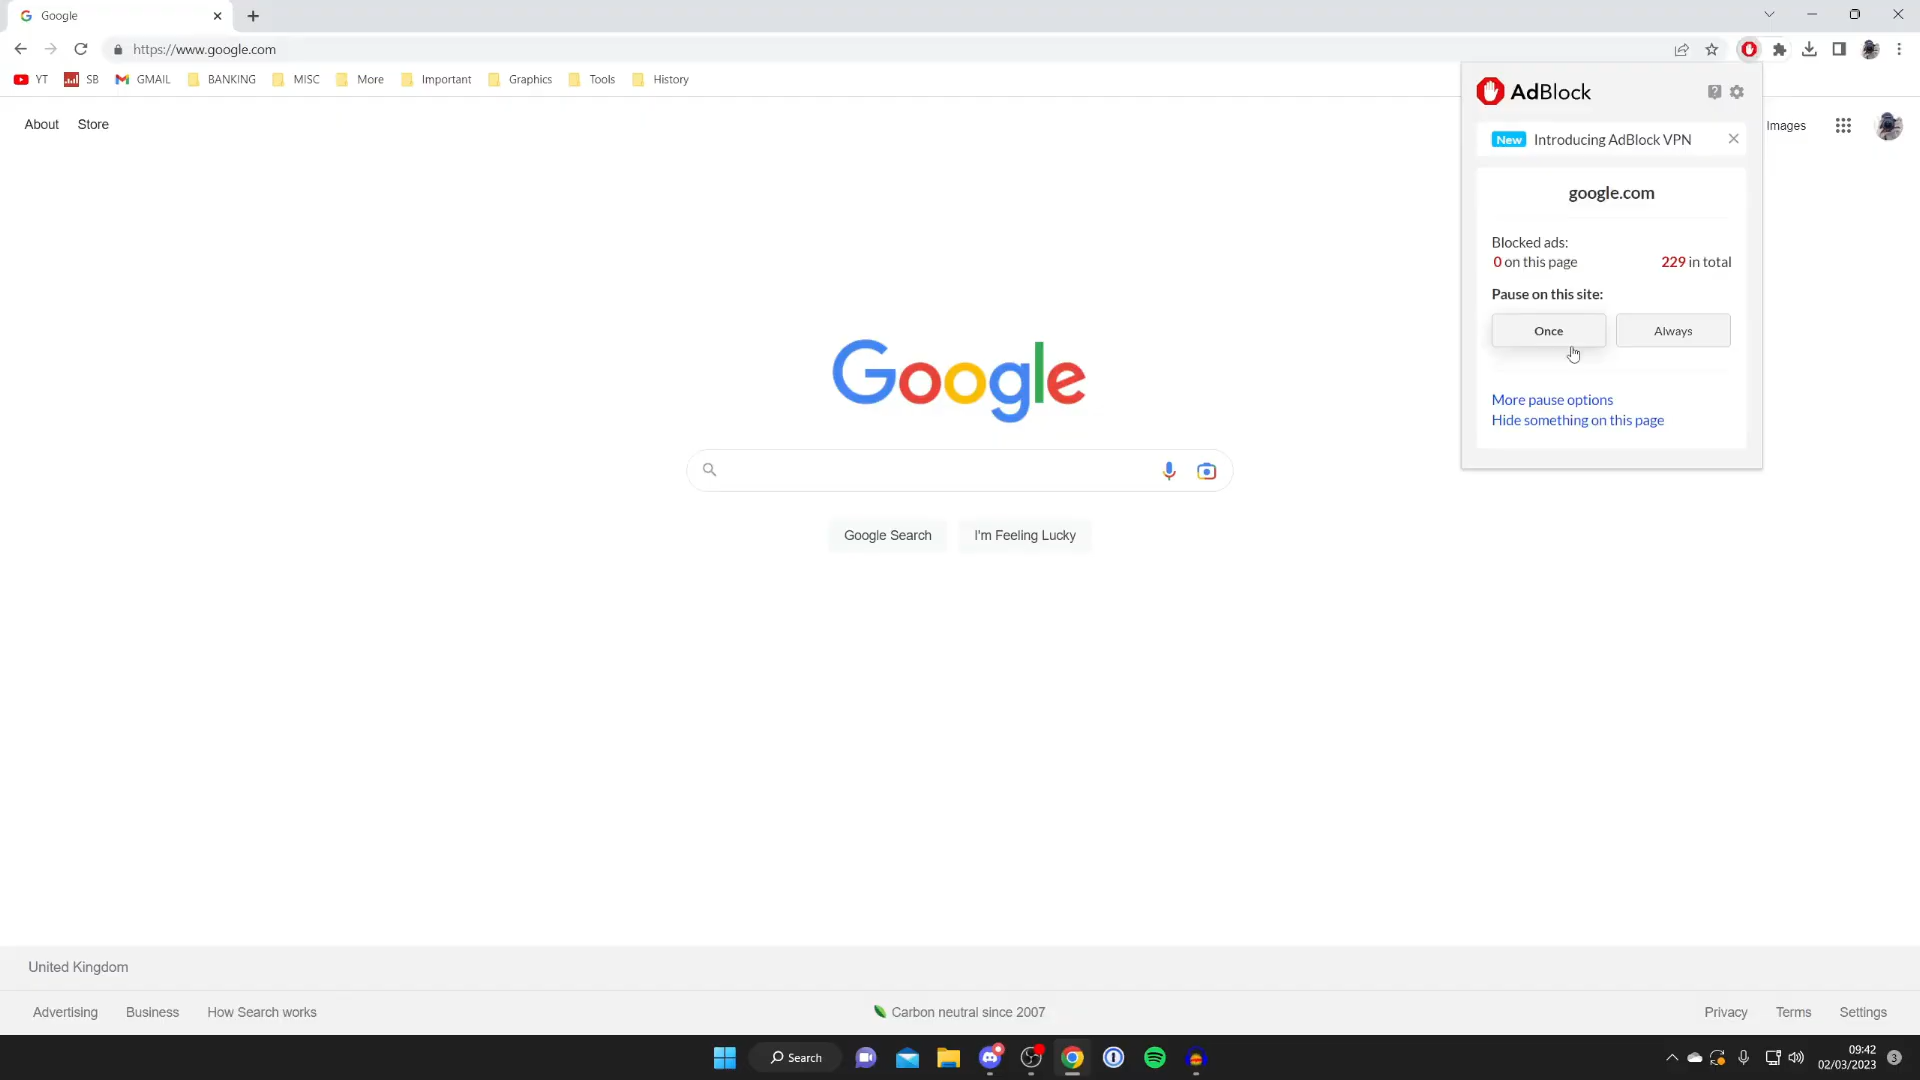 Google
https://www.google.com
YT
SB
GMAIL
BANKING
MISC
More
Important
Graphics
Tools
History
About
Store
Images
AdBlock
New
Introducing AdBlock VPN
google.com
Blocked ads:
0 on this page
229 in total
Pause on this site:
Once
Always
More pause options
Hide something on this page
Google
Google Search
I'm Feeling Lucky
United Kingdom
Advertising
Business
How Search works
Carbon neutral since 2007
Privacy
Terms
Settings
Search
09:42
02/03/2023
3